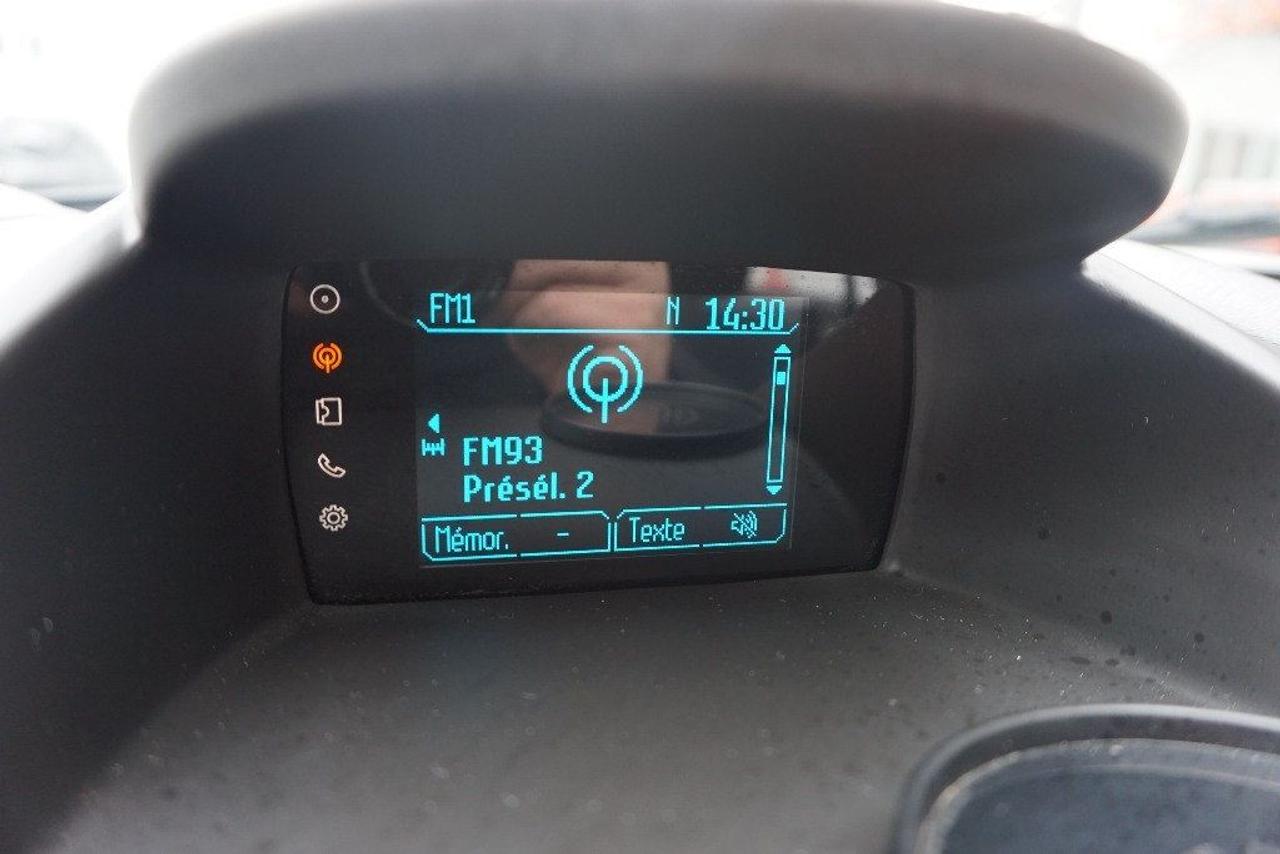 FM1 N 14:30
FM93
Présél. 2
Mémor. - Texte